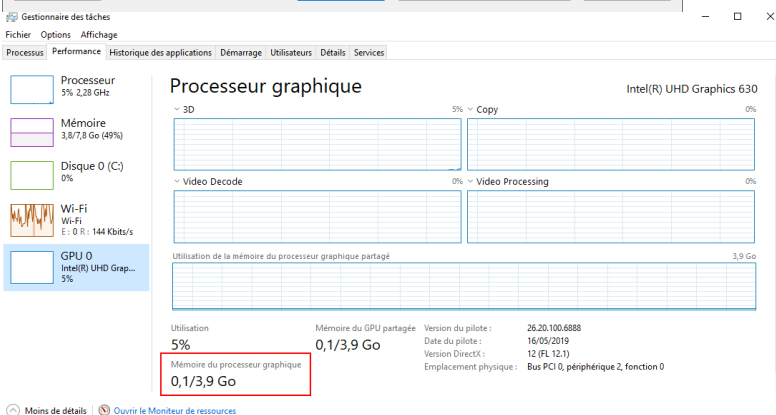 Gestionnaire des tâches
Fichier Options Affichage
Processus Performance Historique des applications Démarrage Utilisateurs Détails Services
Processeur
5% 2,28 GHz
Mémoire
3,8/7,8 Go (49%)
Disque 0 (C:)
0%
Wi-Fi
Wi-Fi
E : 0 R : 144 Kbits/s
GPU 0
Intel(R) UHD Grap...
5%
Processeur graphique
Intel(R) UHD Graphics 630
3D 5%
Copy 0%
Video Decode 0%
Video Processing 0%
Utilisation de la mémoire du processeur graphique partagé 3,9 Go
Utilisation
5%
Mémoire du GPU partagée
0,1/3,9 Go
Mémoire du processeur graphique
0,1/3,9 Go
Version du pilote : 26.20.100.6888
Date du pilote : 16/05/2019
Version DirectX : 12 (FL 12.1)
Emplacement physique : Bus PCI 0, périphérique 2, fonction 0
Moins de détails Ouvrir le Moniteur de ressources